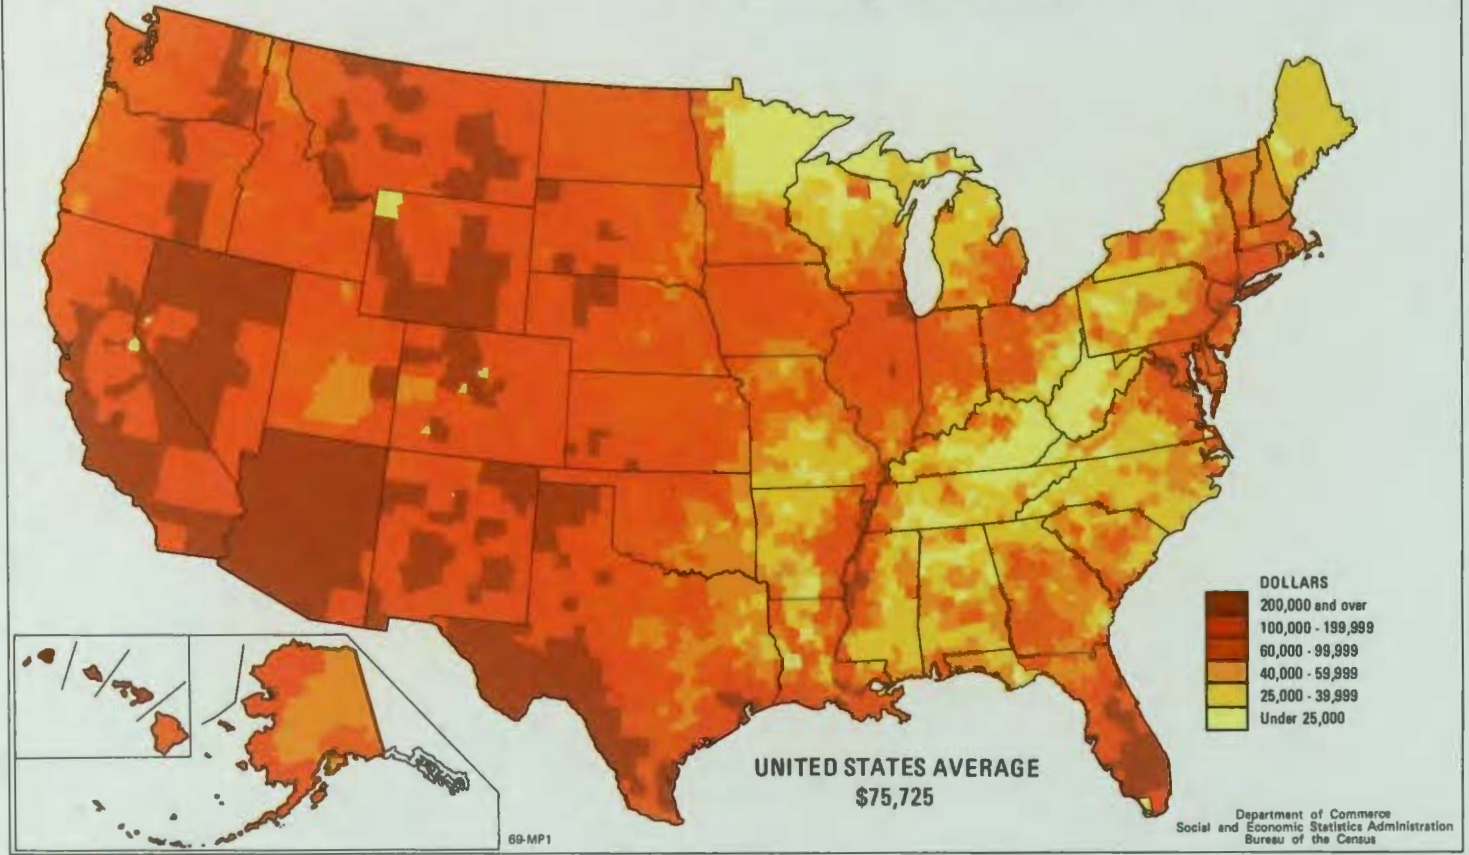 DOLLARS
200,000 and over
100,000 - 199,999
60,000 - 99,999
40,000 - 59,999
25,000 - 39,999
Under 25,000
UNITED STATES AVERAGE
$75,725
69-MP1
Department of Commerce
Social and Economic Statistics Administration
Bureau of the Census